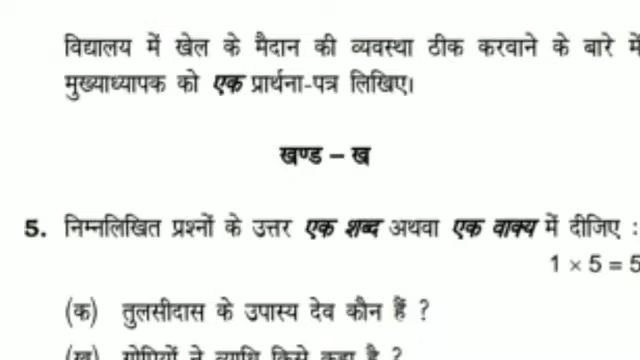 विद्यालय में खेल के मैदान की व्यवस्था ठीक करवाने के बारे में
मुख्याध्यापक को एक प्रार्थना-पत्र लिखिए।
खण्ड – ख
5. निम्नलिखित प्रश्नों के उत्तर एक शब्द अथवा एक वाक्य में दीजिए :
1 × 5 = 5
(क) तुलसीदास के उपास्य देव कौन हैं ?
(ख) गोपियों ने व्याधि किसे कहा है ?